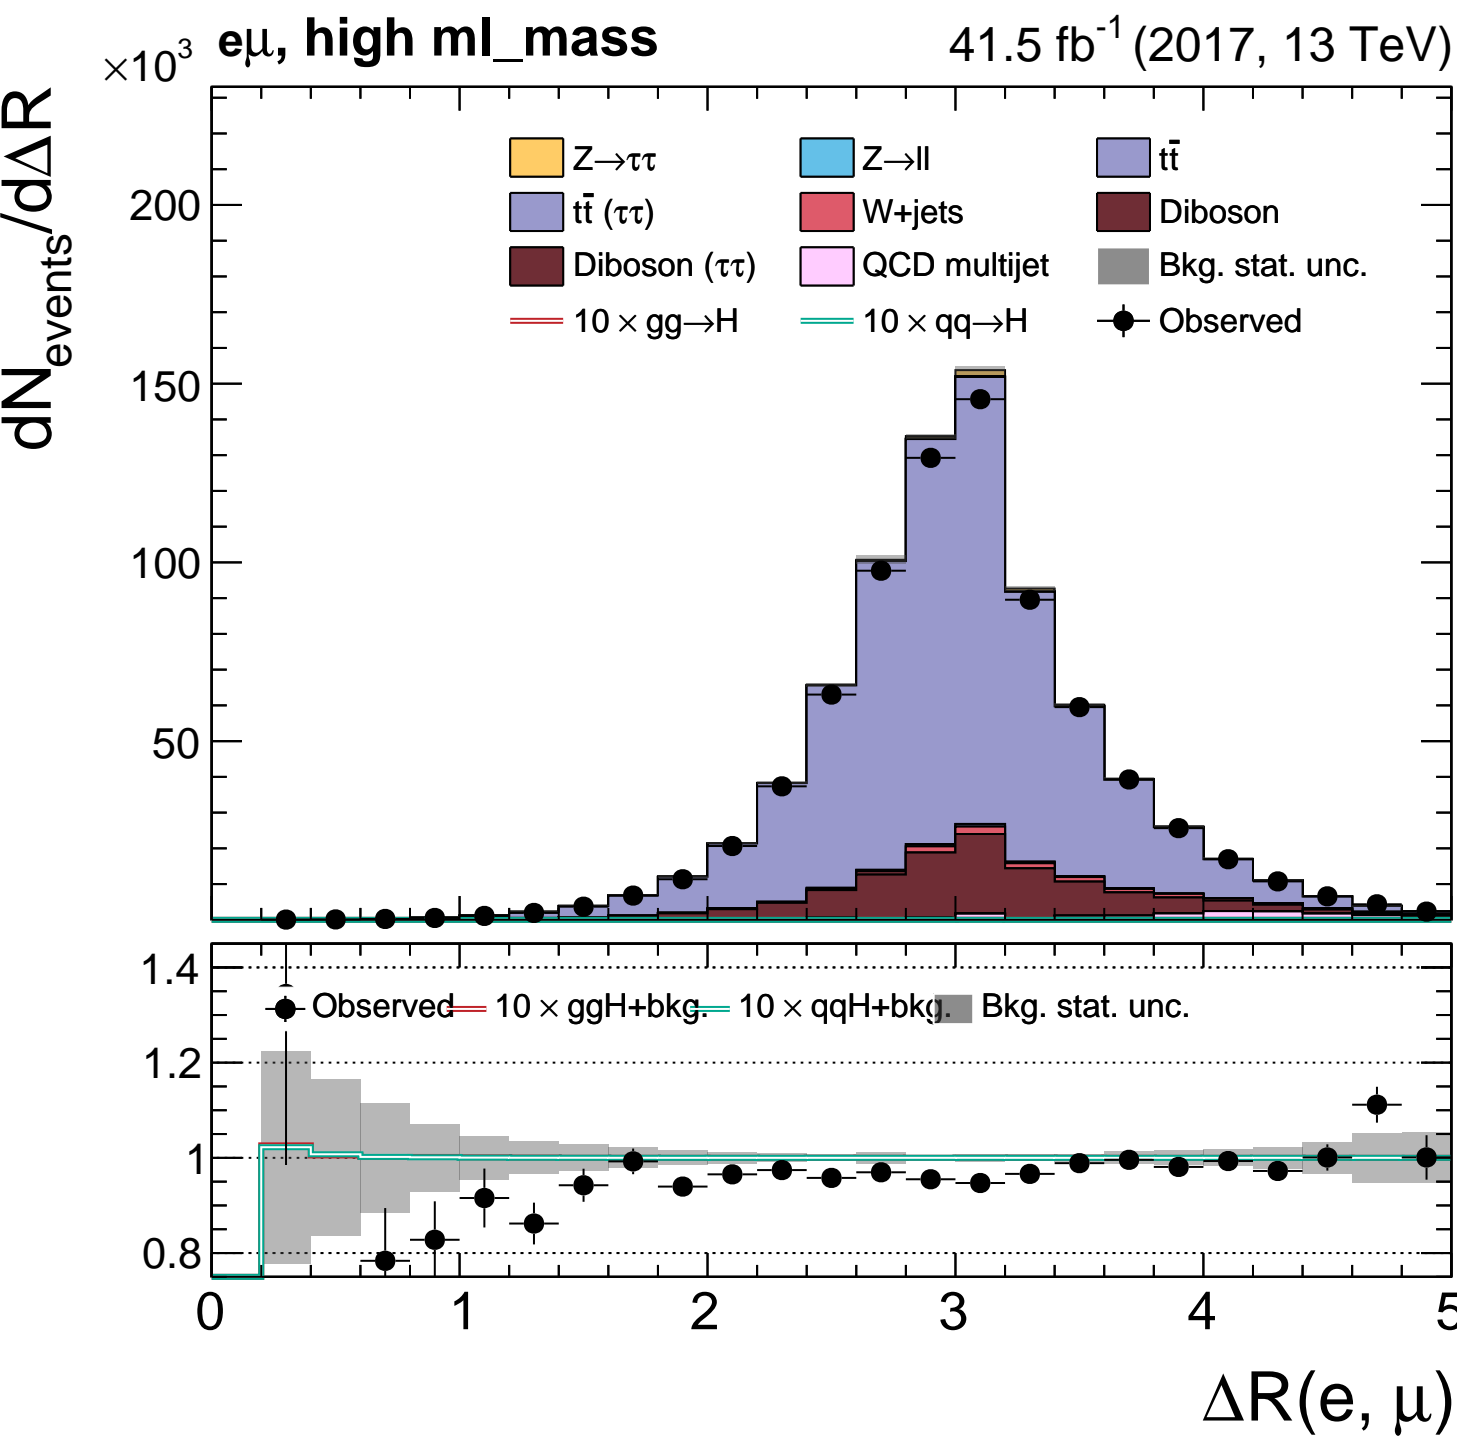 ×10³ eμ, high ml_mass 41.5 fb⁻¹ (2017, 13 TeV)
dN_events/dΔR
Z→ττ Z→ll tt̄
tt̄ (ττ) W+jets Diboson
Diboson (ττ) QCD multijet Bkg. stat. unc.
10 × gg→H 10 × qq→H Observed
200
150
100
50
1.4
Observed 10 × ggH+bkg. 10 × qqH+bkg. Bkg. stat. unc.
1.2
1
0.8
0 1 2 3 4 5
ΔR(e, μ)